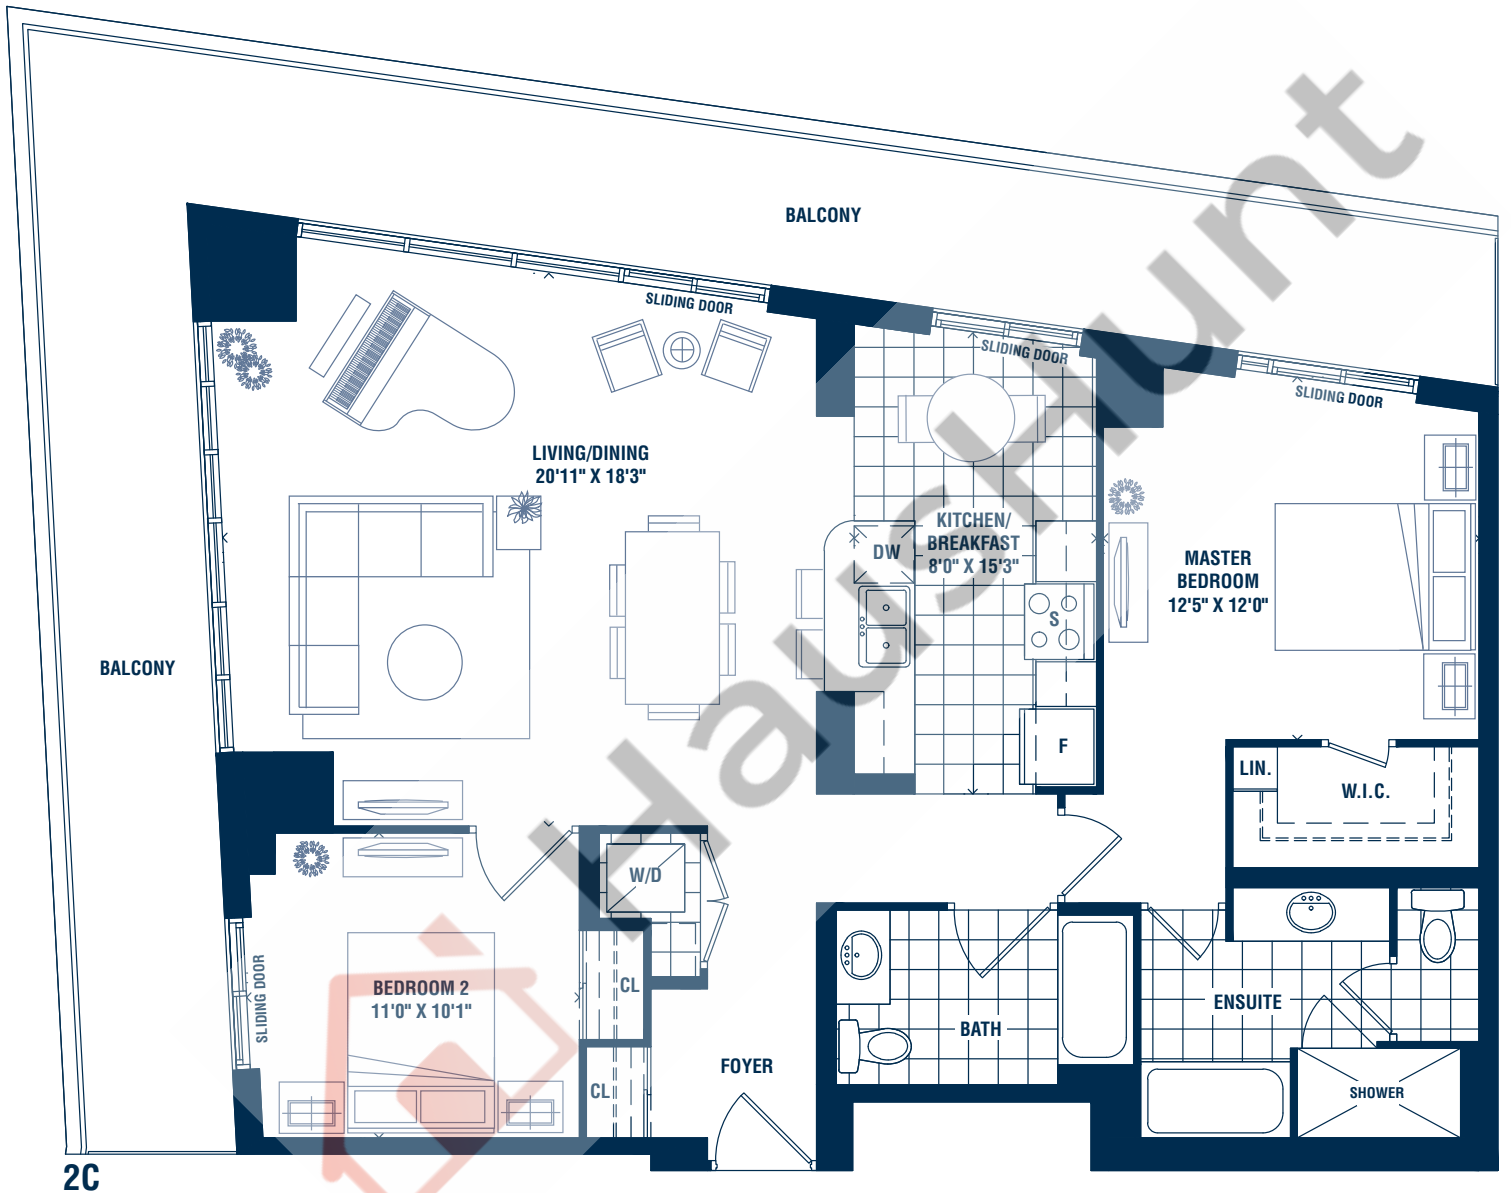 BALCONY
SLIDING DOOR
SLIDING DOOR
SLIDING DOOR
LIVING/DINING
20'11" X 18'3"
KITCHEN/
BREAKFAST
8'0" X 15'3"
DW
S
F
MASTER
BEDROOM
12'5" X 12'0"
BALCONY
LIN.
W.I.C.
W/D
SLIDING DOOR
BEDROOM 2
11'0" X 10'1"
CL
CL
FOYER
BATH
ENSUITE
SHOWER
2C
HausHunt